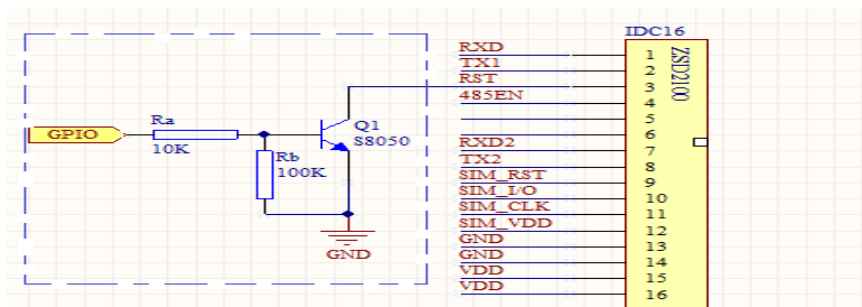 IDC16
RXD 1
TX1 2
RST 3
485EN 4
5
6
RXD2 7
TX2 8
SIM_RST 9
SIM_I/O 10
SIM_CLK 11
SIM_VDD 12
GND 13
GND 14
VDD 15
VDD 16
ZSD2100
GPIO
Ra
10K
Rb
100K
Q1
S8050
GND